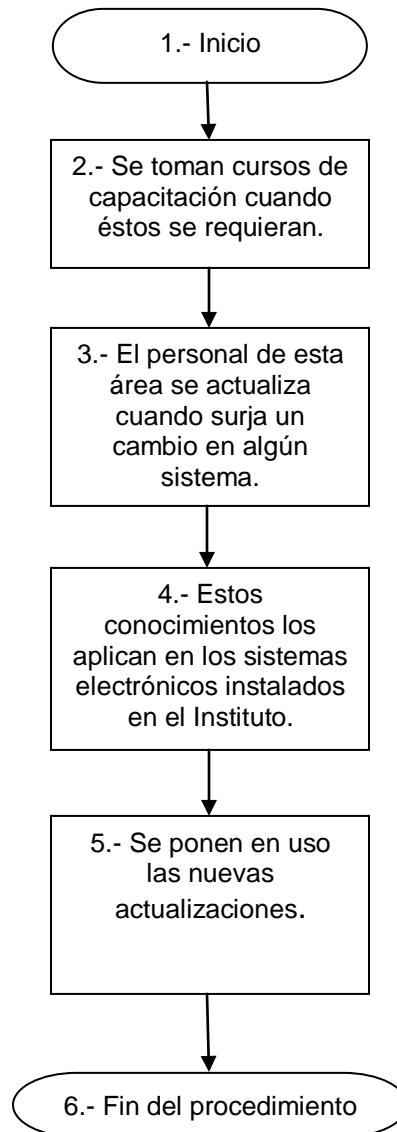 1.- Inicio
2.- Se toman cursos de
capacitación cuando
éstos se requieran.
3.- El personal de esta
área se actualiza
cuando surja un
cambio en algún
sistema.
4.- Estos
conocimientos los
aplican en los sistemas
electrónicos instalados
en el Instituto.
5.- Se ponen en uso
las nuevas
actualizaciones.
6.- Fin del procedimiento